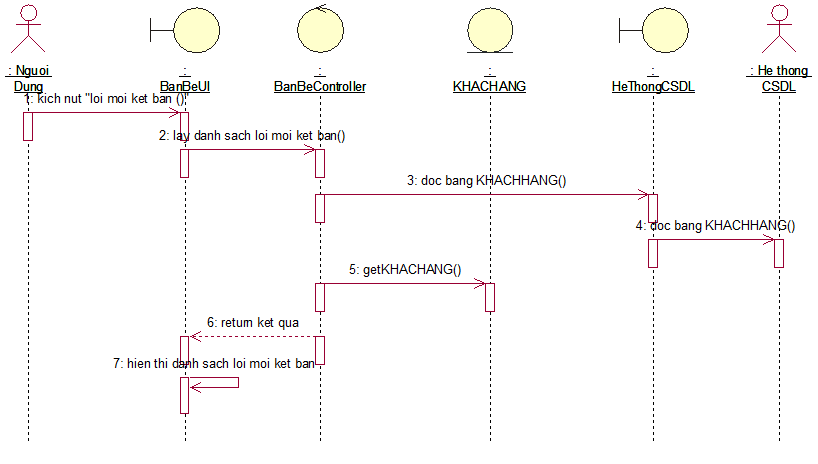 : Nguoi
Dung
:
BanBeUI
:
BanBeController
:
KHACHANG
:
HeThongCSDL
: He thong
CSDL
1: kich nut "loi moi ket ban ()"
2: lay danh sach loi moi ket ban()
3: doc bang KHACHHANG()
4: doc bang KHACHHANG()
5: getKHACHANG()
6: return ket qua
7: hien thi danh sach loi moi ket ban